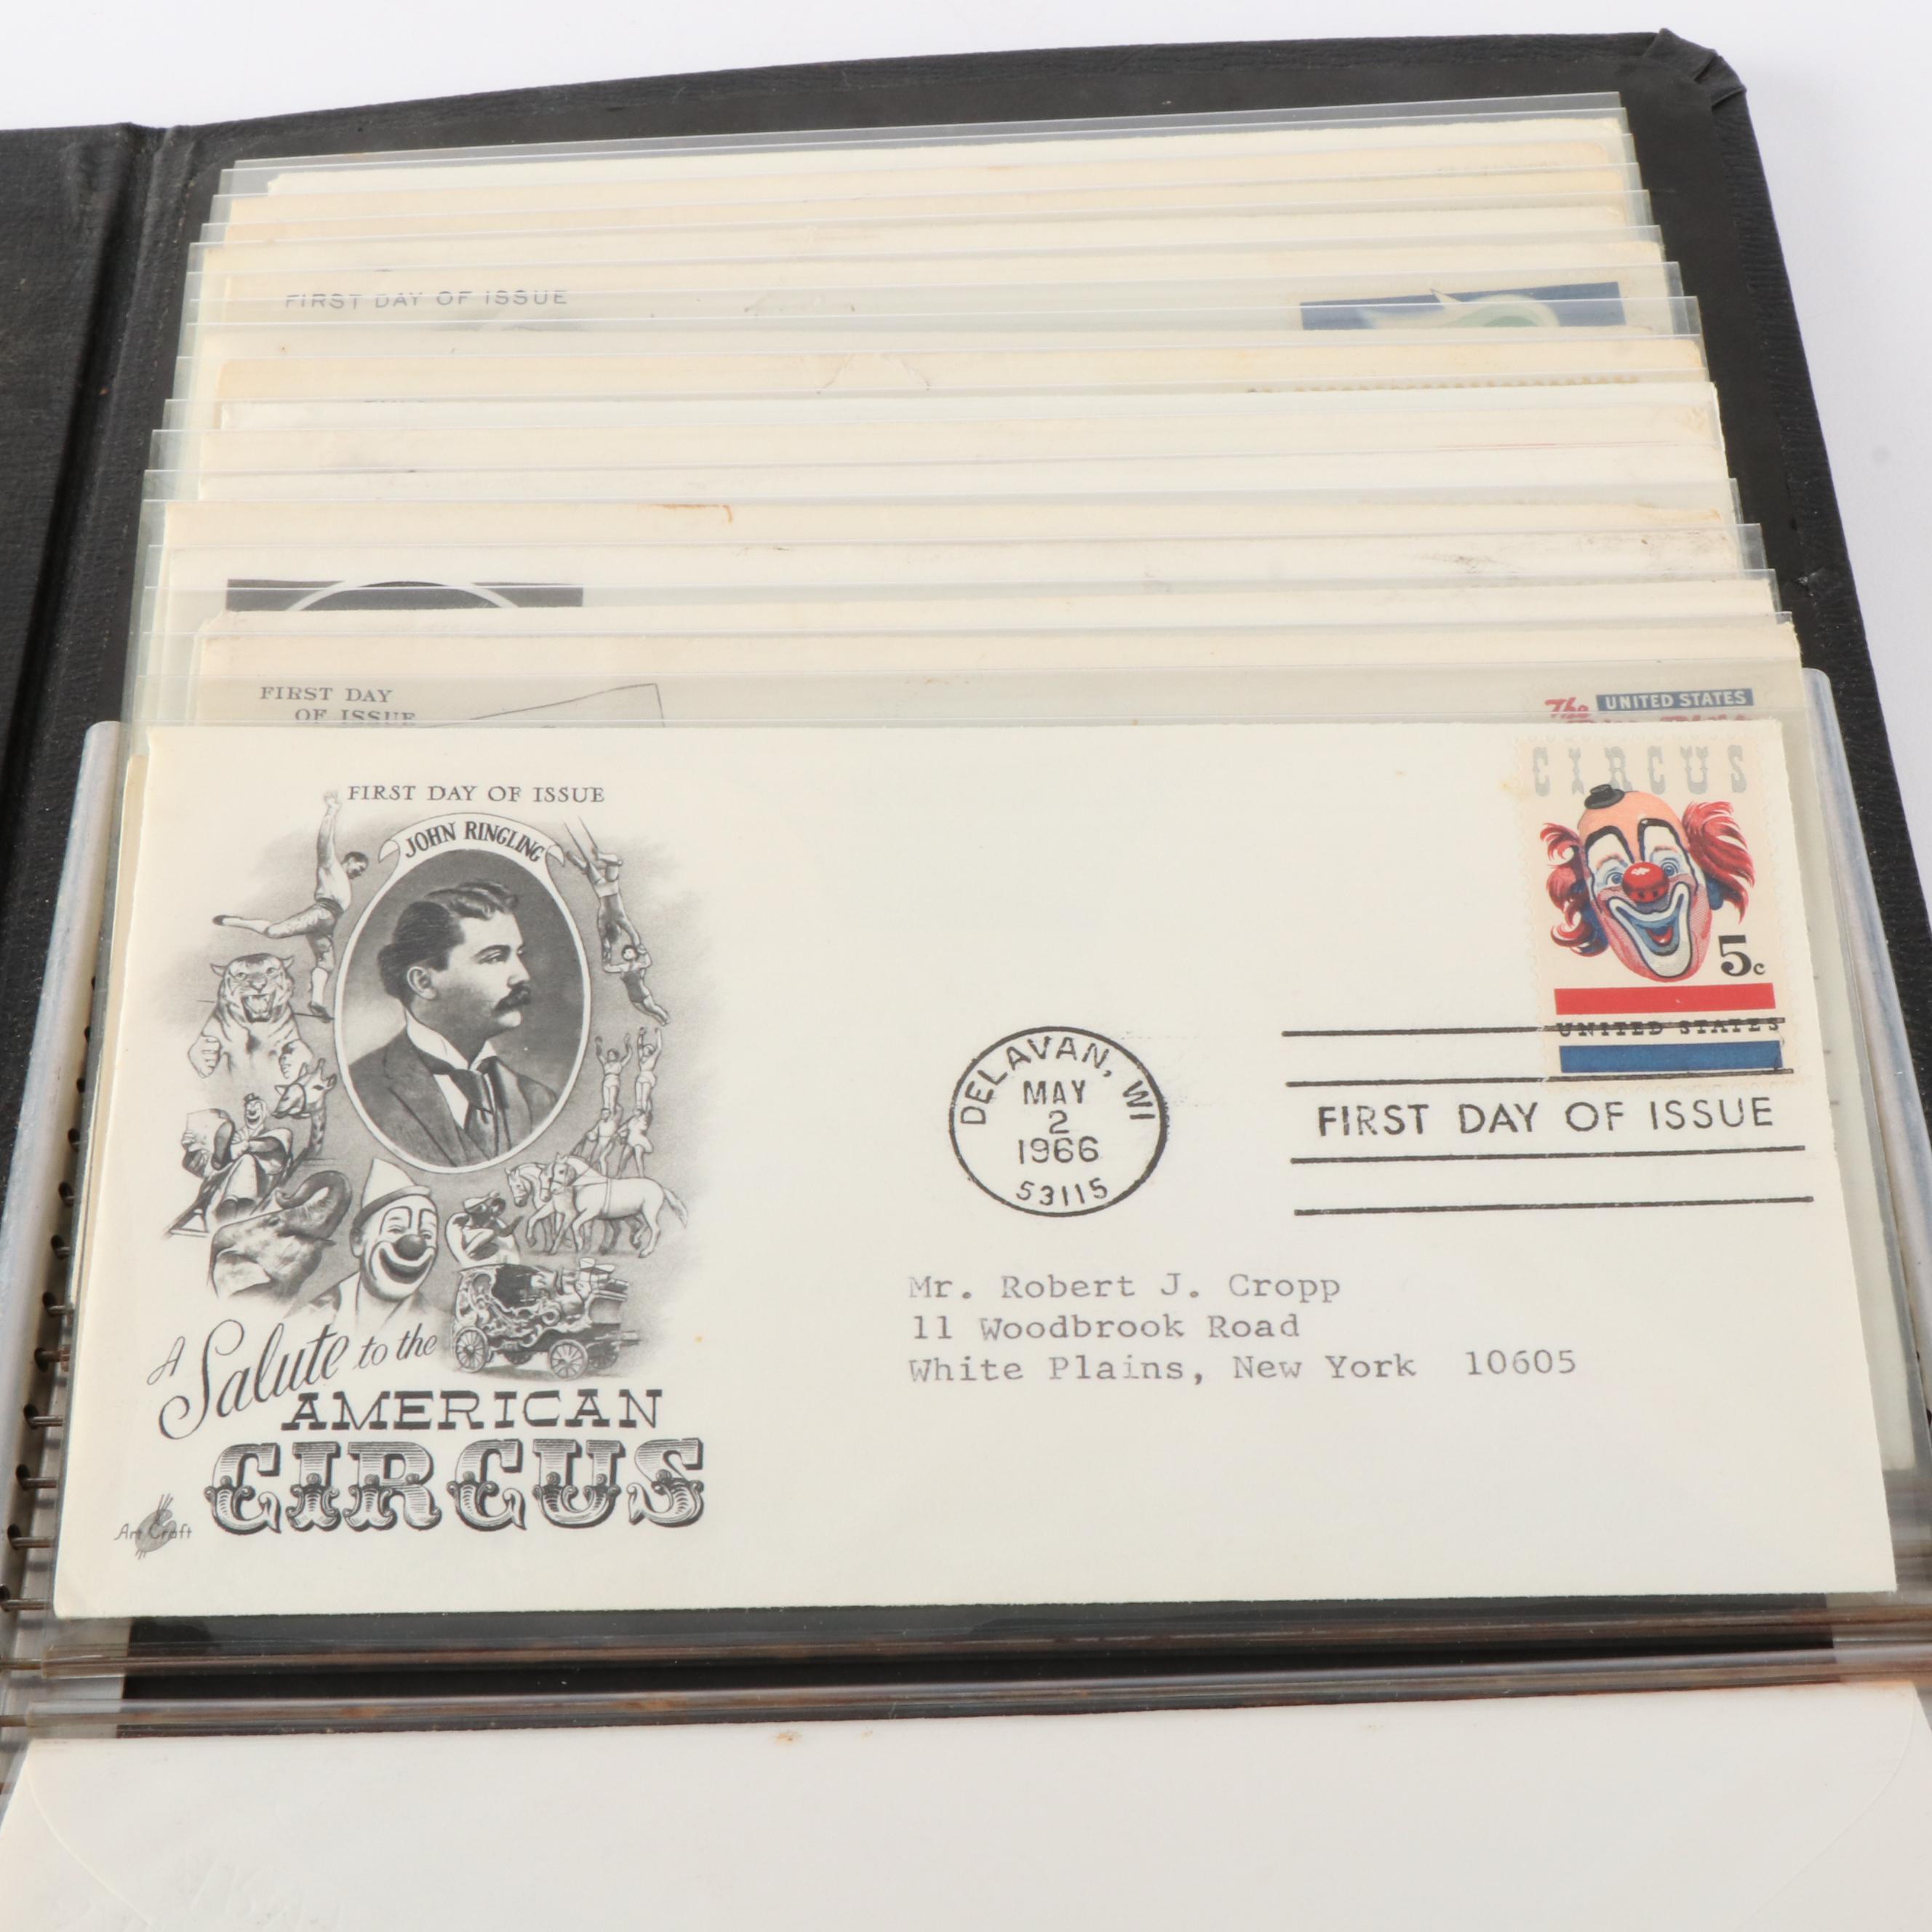 FIRST DAY OF ISSUE
FIRST DAY
OF ISSUE
The UNITED STATES
FIRST DAY OF ISSUE
JOHN RINGLING
A Salute to the
AMERICAN
CIRCUS
Art Craft
CIRCUS
5c
UNITED STATES
DELAVAN, WI
MAY
2
1966
53115
FIRST DAY OF ISSUE
Mr. Robert J. Cropp
11 Woodbrook Road
White Plains, New York 10605